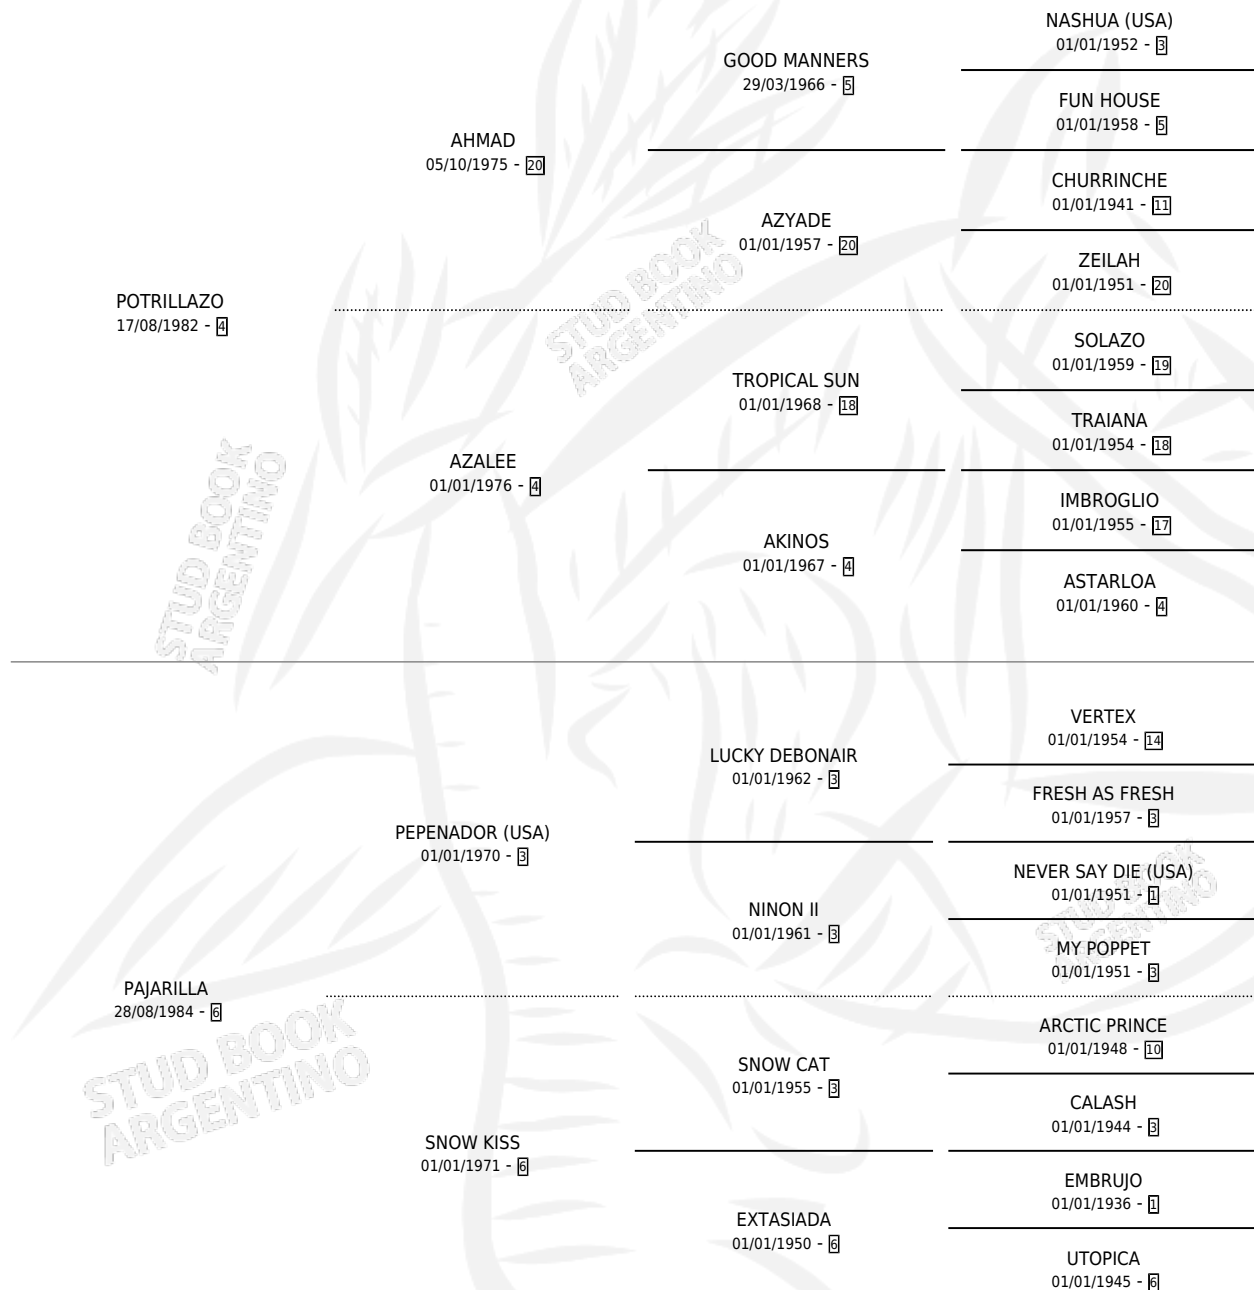 NASHUA (USA)
01/01/1952 - 3
GOOD MANNERS
29/03/1966 - 5
FUN HOUSE
01/01/1958 - 5
AHMAD
05/10/1975 - 20
CHURRINCHE
01/01/1941 - 11
AZYADE
01/01/1957 - 20
ZEILAH
01/01/1951 - 20
POTRILLAZO
17/08/1982 - 4
STUD BOOK
ARGENTINO
SOLAZO
01/01/1959 - 19
TROPICAL SUN
01/01/1968 - 18
TRAIANA
01/01/1954 - 18
AZALEE
01/01/1976 - 4
IMBROGLIO
01/01/1955 - 17
AKINOS
01/01/1967 - 4
ASTARLOA
01/01/1960 - 4
STUD BOOK
ARGENTINO
VERTEX
01/01/1954 - 14
LUCKY DEBONAIR
01/01/1962 - 3
FRESH AS FRESH
01/01/1957 - 3
PEPENADOR (USA)
01/01/1970 - 3
NEVER SAY DIE (USA)
01/01/1951 - 1
NINON II
01/01/1961 - 3
MY POPPET
01/01/1951 - 3
STUD BOOK
ARGENTINO
PAJARILLA
28/08/1984 - 6
ARCTIC PRINCE
01/01/1948 - 10
SNOW CAT
01/01/1955 - 3
CALASH
01/01/1944 - 3
STUD BOOK
ARGENTINO
SNOW KISS
01/01/1971 - 6
EMBRUJO
01/01/1936 - 1
EXTASIADA
01/01/1950 - 6
UTOPICA
01/01/1945 - 6